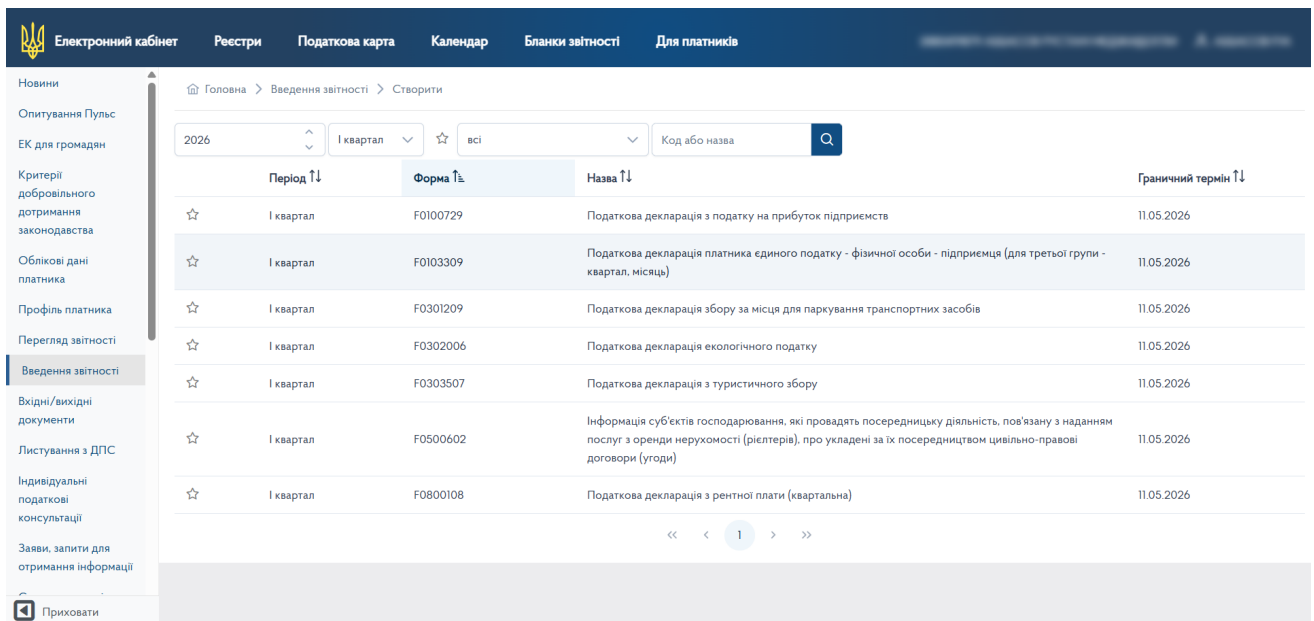 Електронний кабінет Реєстри Податкова карта Календар Бланки звітності Для платників
Новини
Опитування Пульс
ЕК для громадян
Критерії
добровільного
дотримання
законодавства
Облікові дані
платника
Профіль платника
Перегляд звітності
Введення звітності
Вхідні/вихідні
документи
Листування з ДПС
Індивідуальні
податкові
консультації
Заяви, запити для
отримання інформації
Приховати
Головна > Введення звітності > Створити
2026 І квартал всі Код або назва
Період Форма Назва Граничний термін
І квартал F0100729 Податкова декларація з податку на прибуток підприємств 11.05.2026
І квартал F0103309 Податкова декларація платника єдиного податку - фізичної особи - підприємця (для третьої групи - 11.05.2026
квартал, місяць)
І квартал F0301209 Податкова декларація збору за місця для паркування транспортних засобів 11.05.2026
І квартал F0302006 Податкова декларація екологічного податку 11.05.2026
І квартал F0303507 Податкова декларація з туристичного збору 11.05.2026
Інформація суб'єктів господарювання, які провадять посередницьку діяльність, пов'язану з наданням
І квартал F0500602 послуг з оренди нерухомості (рієлтерів), про укладені за їх посередництвом цивільно-правові 11.05.2026
договори (угоди)
І квартал F0800108 Податкова декларація з рентної плати (квартальна) 11.05.2026
<< < 1 > >>